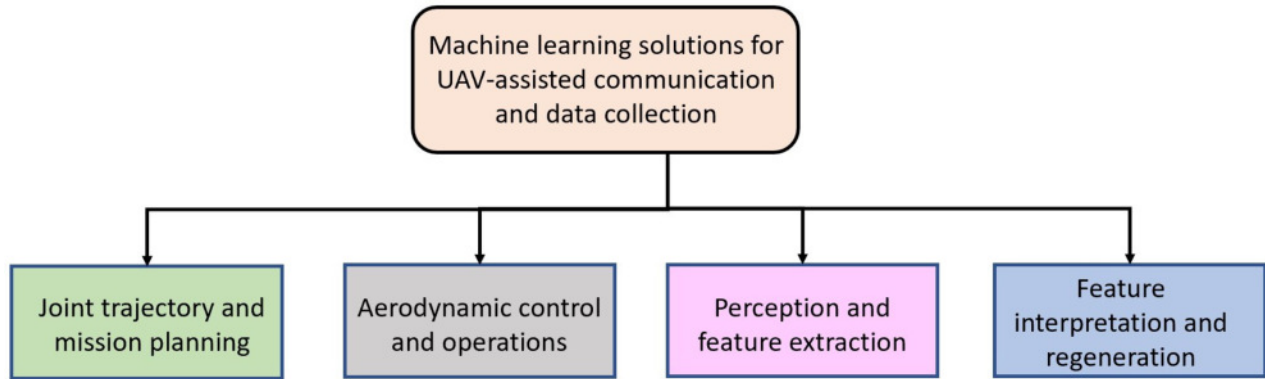 Machine learning solutions for
UAV-assisted communication
and data collection
Joint trajectory and
mission planning
Aerodynamic control
and operations
Perception and
feature extraction
Feature
interpretation and
regeneration